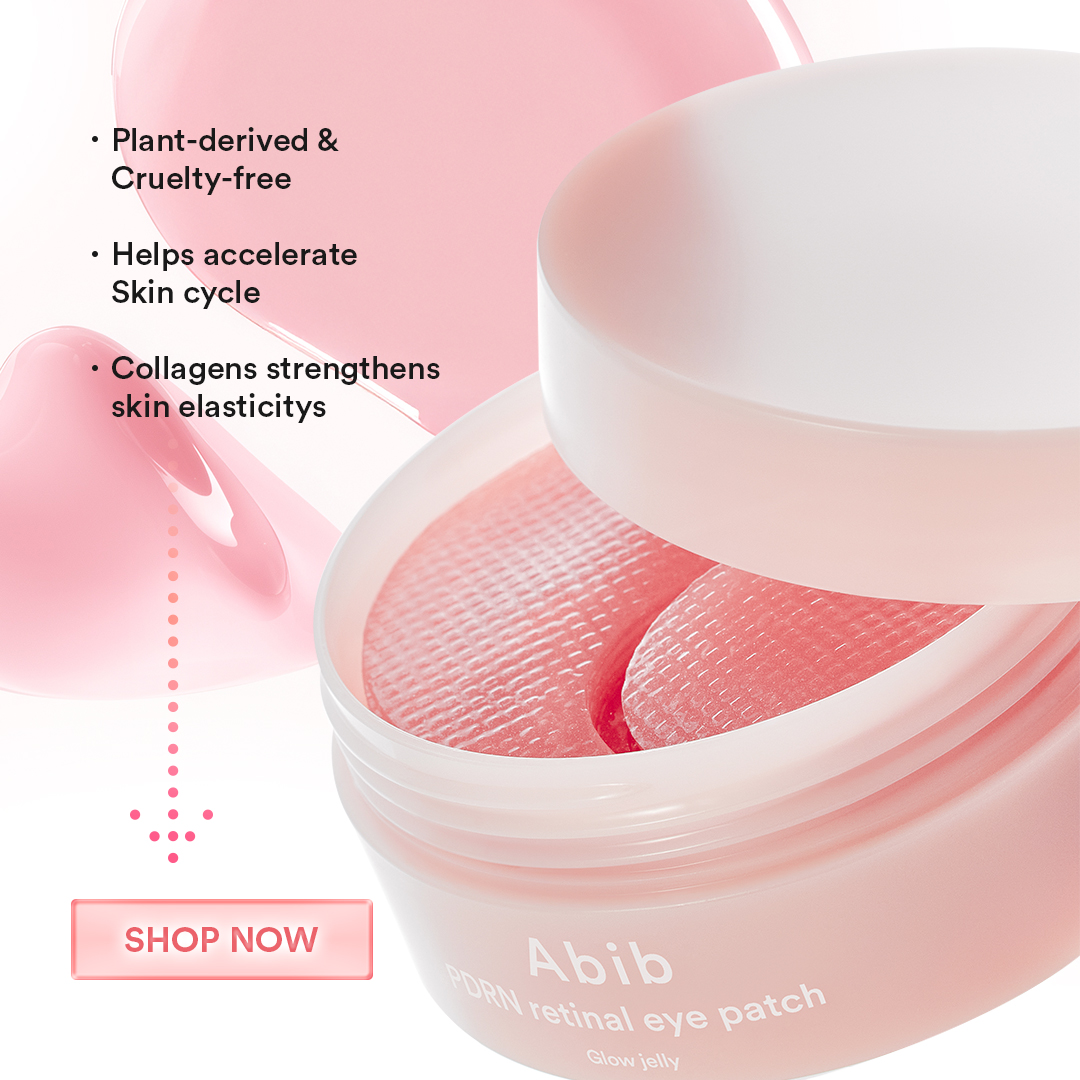 · Plant-derived &
Cruelty-free
· Helps accelerate
Skin cycle
· Collagens strengthens
skin elasticitys
SHOP NOW
Abib
PDRN retinal eye patch
Glow jelly